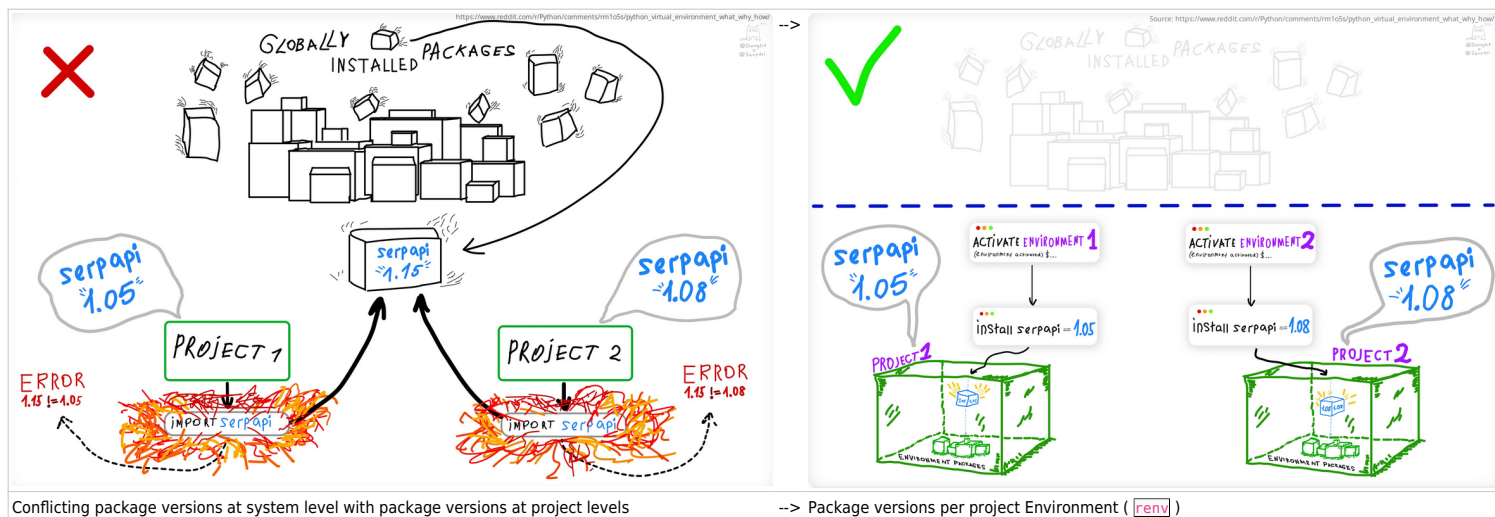 https://www.reddit.com/r/Python/comments/rm1o5s/python_virtual_environment_what_why_how/
GLOBALLY
INSTALLED
PACKAGES
serpapi
1.15
serpapi
1.05
serpapi
1.08
PROJECT 1
PROJECT 2
ERROR
1.15 != 1.05
ERROR
1.15 != 1.08
IMPORT serpapi
IMPORT serpapi
Conflicting package versions at system level with package versions at project levels
-->
-->
Source: https://www.reddit.com/r/Python/comments/rm1o5s/python_virtual_environment_what_why_how/
GLOBALLY
INSTALLED
PACKAGES
ACTIVATE ENVIRONMENT 1
(environment activated) $...
ACTIVATE ENVIRONMENT 2
(environment activated) $...
serpapi
1.05
serpapi
1.08
install serpapi = 1.05
install serpapi = 1.08
PROJECT 1
PROJECT 2
ENVIRONMENT PACKAGES
ENVIRONMENT PACKAGES
Package versions per project Environment ( renv )